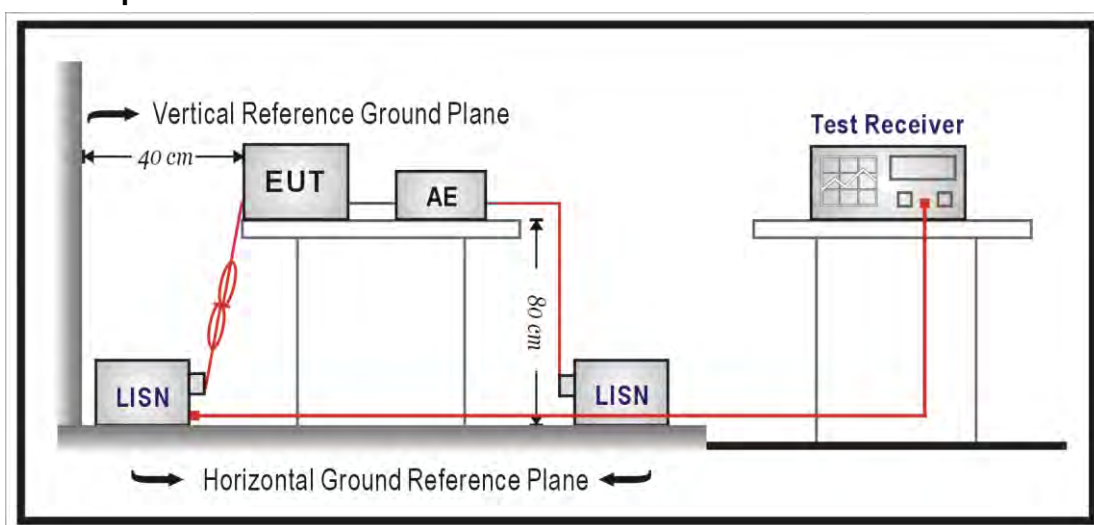 Vertical Reference Ground Plane
Test Receiver
40 cm
EUT
AE
80 cm
LISN
LISN
Horizontal Ground Reference Plane